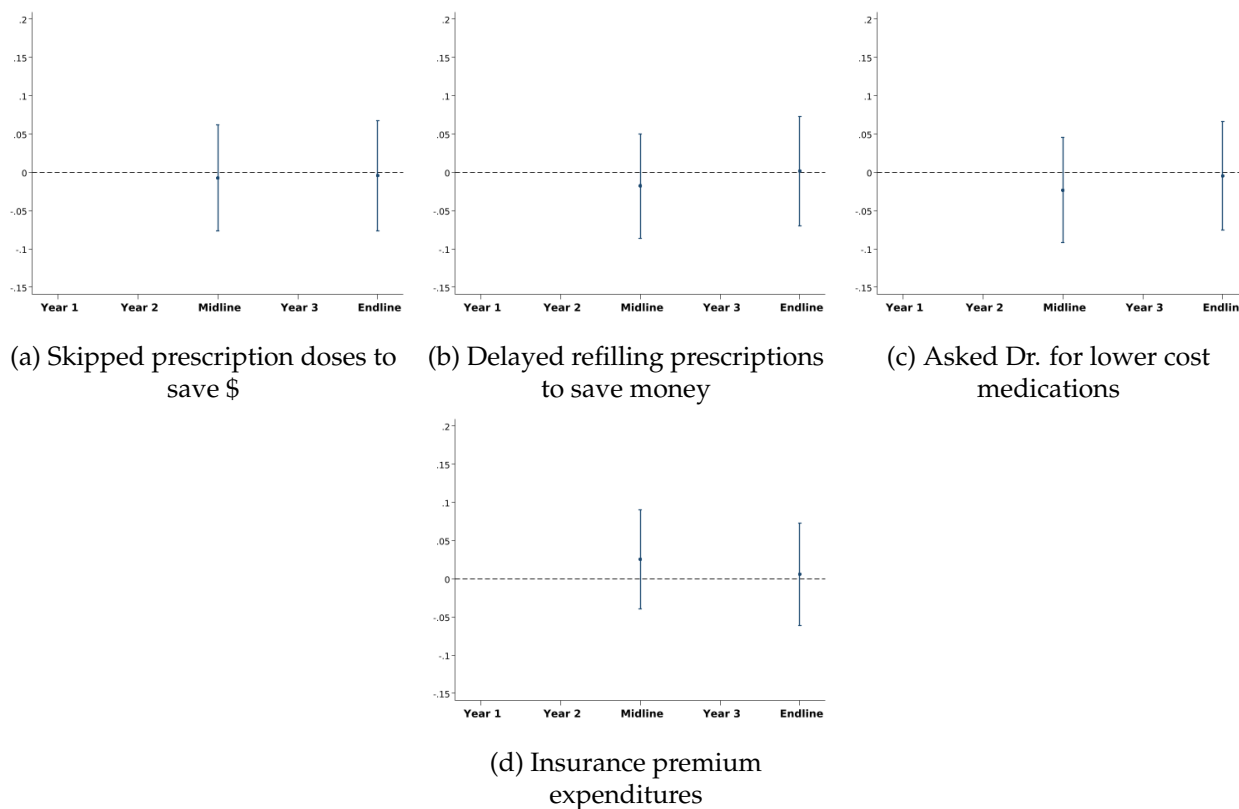 .2
.15
.1
.05
0
-.05
-.1
-.15
Year 1 Year 2 Midline Year 3 Endline
(a) Skipped prescription doses to
save $
.2
.15
.1
.05
0
-.05
-.1
-.15
Year 1 Year 2 Midline Year 3 Endline
(b) Delayed refilling prescriptions
to save money
.2
.15
.1
.05
0
-.05
-.1
-.15
Year 1 Year 2 Midline Year 3 Endline
(c) Asked Dr. for lower cost
medications
.2
.15
.1
.05
0
-.05
-.1
-.15
Year 1 Year 2 Midline Year 3 Endline
(d) Insurance premium
expenditures